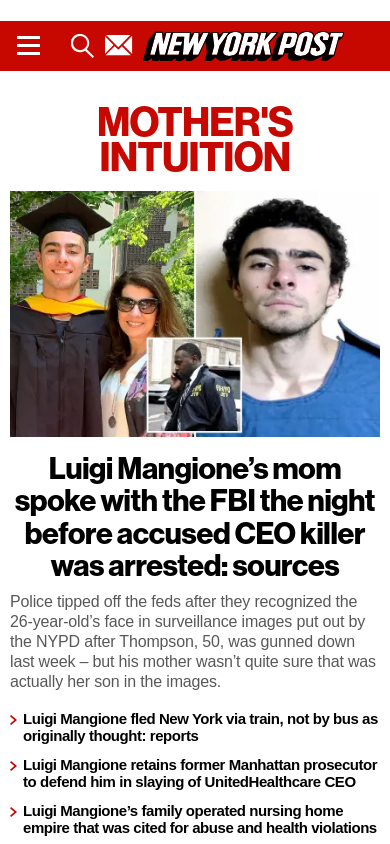 NEW YORK POST
MOTHER'S
INTUITION
Luigi Mangione’s mom
spoke with the FBI the night
before accused CEO killer
was arrested: sources
Police tipped off the feds after they recognized the
26-year-old’s face in surveillance images put out by
the NYPD after Thompson, 50, was gunned down
last week – but his mother wasn’t quite sure that was
actually her son in the images.
Luigi Mangione fled New York via train, not by bus as
originally thought: reports
Luigi Mangione retains former Manhattan prosecutor
to defend him in slaying of UnitedHealthcare CEO
Luigi Mangione’s family operated nursing home
empire that was cited for abuse and health violations